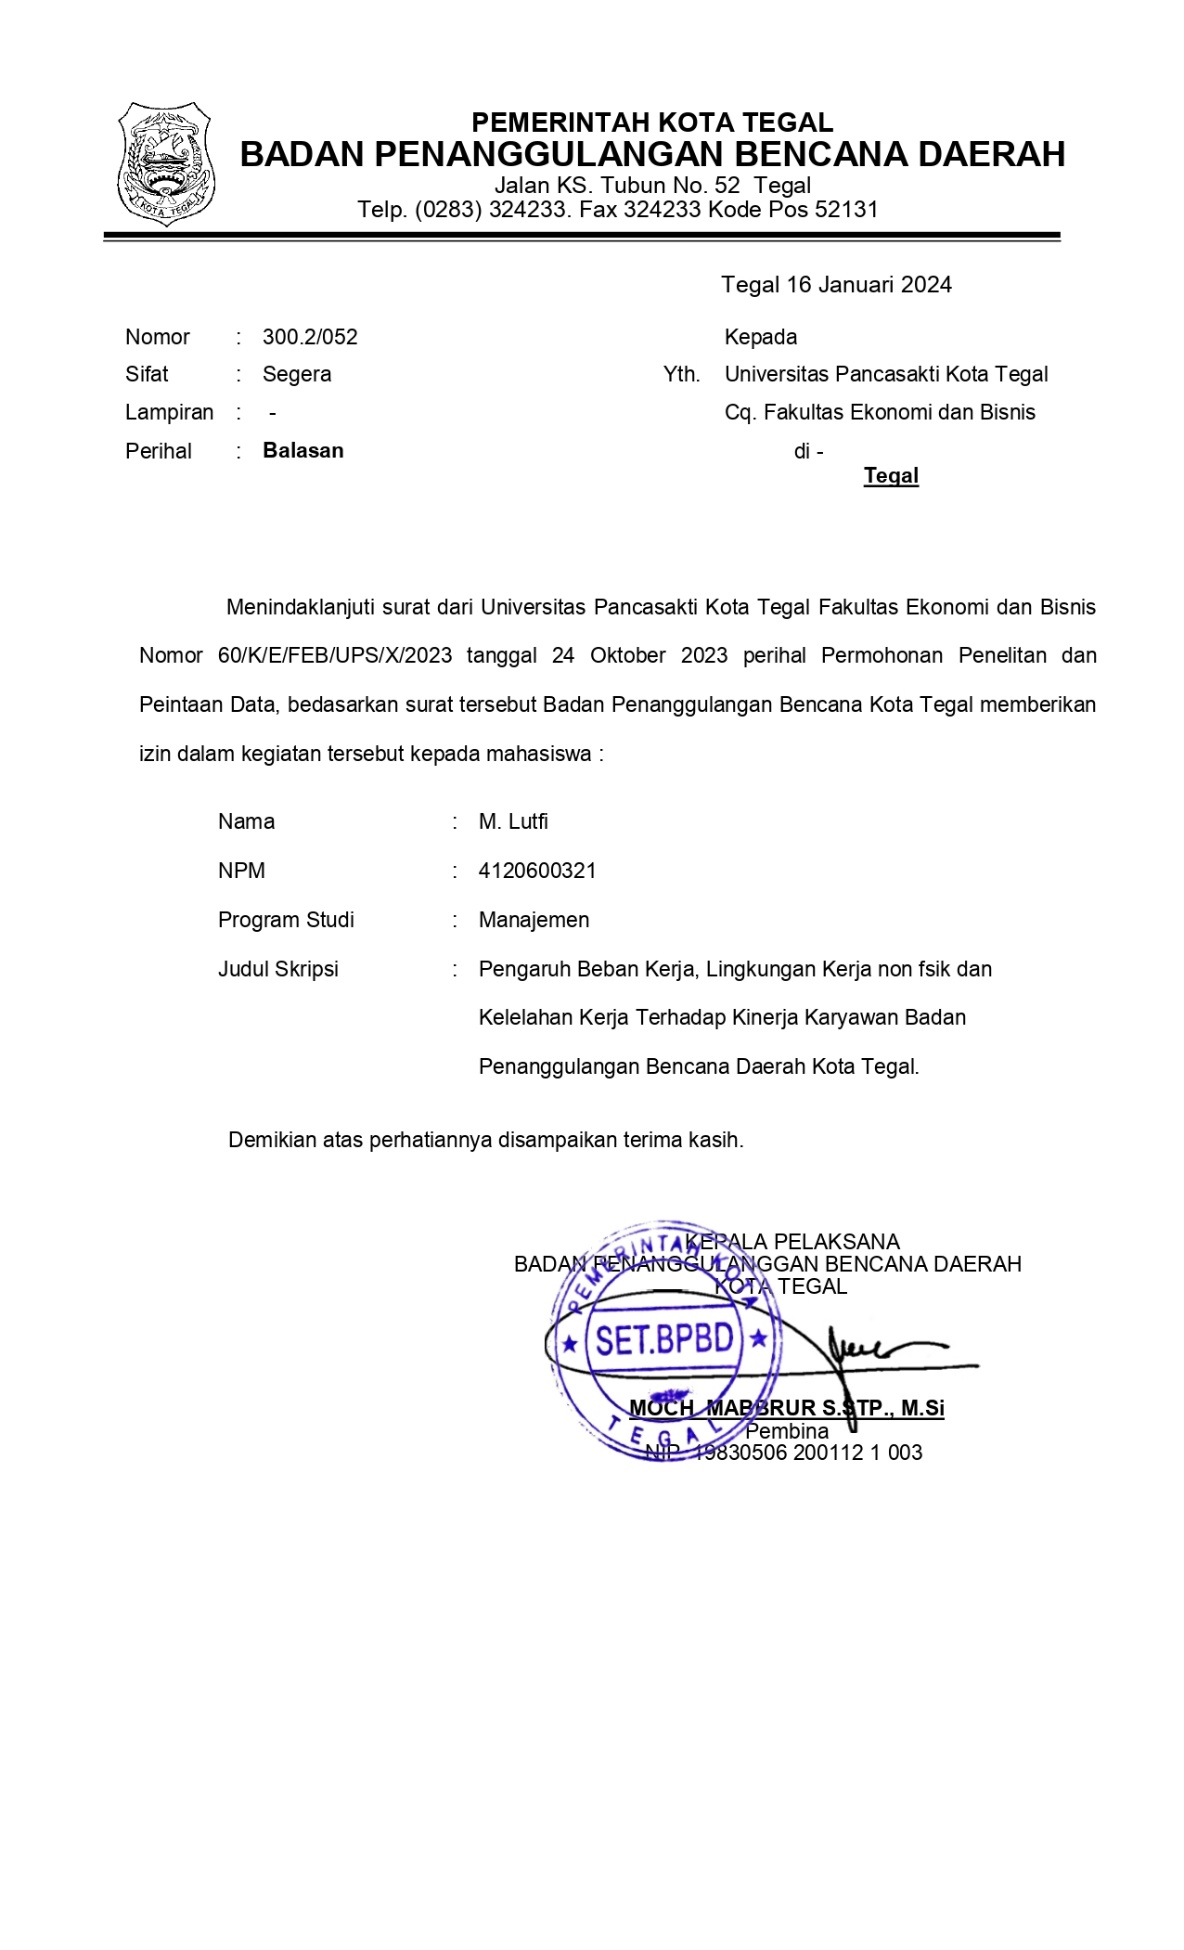 PEMERINTAH KOTA TEGAL
BADAN PENANGGULANGAN BENCANA DAERAH
Jalan KS. Tubun No. 52 Tegal
Telp. (0283) 324233. Fax 324233 Kode Pos 52131
KOTA TEGAL
Tegal 16 Januari 2024
Nomor : 300.2/052 Kepada
Sifat : Segera Yth. Universitas Pancasakti Kota Tegal
Lampiran : - Cq. Fakultas Ekonomi dan Bisnis
Perihal : Balasan di -
Tegal
Menindaklanjuti surat dari Universitas Pancasakti Kota Tegal Fakultas Ekonomi dan Bisnis
Nomor 60/K/E/FEB/UPS/X/2023 tanggal 24 Oktober 2023 perihal Permohonan Penelitan dan
Peintaan Data, bedasarkan surat tersebut Badan Penanggulangan Bencana Kota Tegal memberikan
izin dalam kegiatan tersebut kepada mahasiswa :
Nama : M. Lutfi
NPM : 4120600321
Program Studi : Manajemen
Judul Skripsi : Pengaruh Beban Kerja, Lingkungan Kerja non fsik dan
Kelelahan Kerja Terhadap Kinerja Karyawan Badan
Penanggulangan Bencana Daerah Kota Tegal.
Demikian atas perhatiannya disampaikan terima kasih.
KEPALA PELAKSANA
BADAN PENANGGULANGGAN BENCANA DAERAH
KOTA TEGAL
PEMERINTAH KOTA
SET.BPBD
TEGAL
MOCH MABBRUR S.STP., M.Si
Pembina
NIP 19830506 200112 1 003